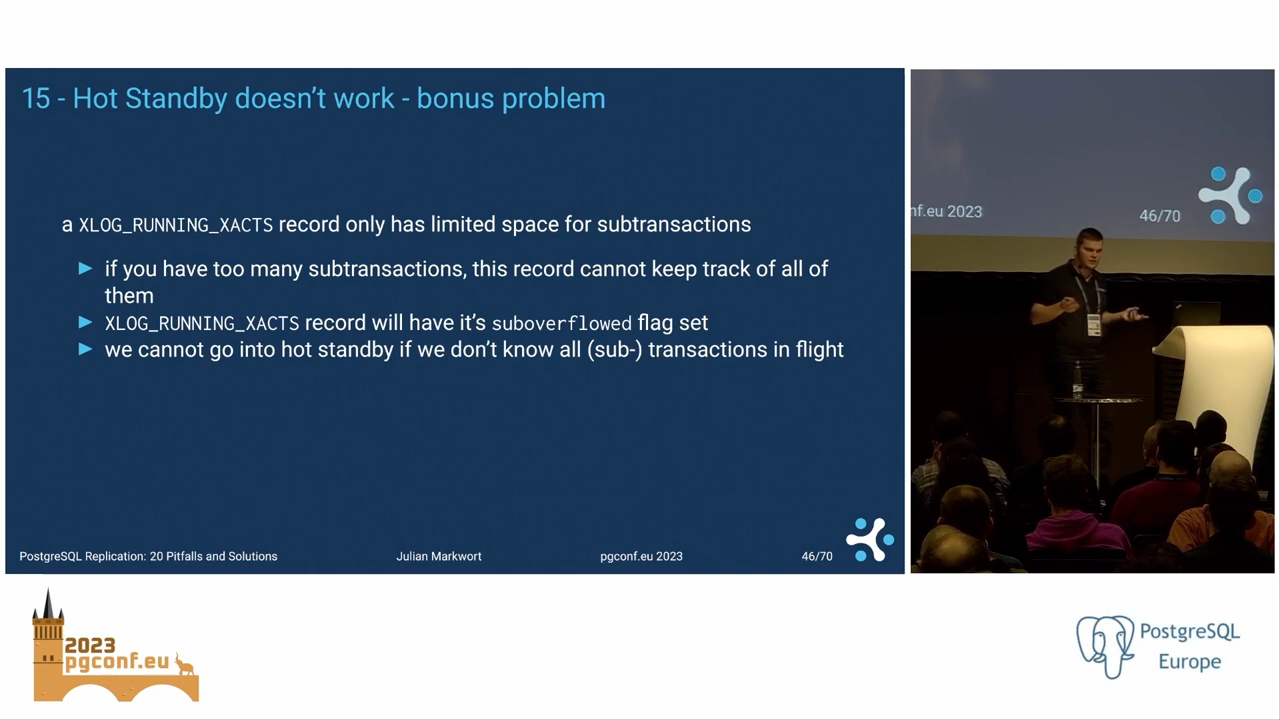 15 - Hot Standby doesn't work - bonus problem
a XLOG_RUNNING_XACTS record only has limited space for subtransactions
► if you have too many subtransactions, this record cannot keep track of all of
them
► XLOG_RUNNING_XACTS record will have it's suboverflowed flag set
► we cannot go into hot standby if we don't know all (sub-) transactions in flight
PostgreSQL Replication: 20 Pitfalls and Solutions
Julian Markwort
pgconf.eu 2023
46/70
nf.eu 2023
46/70
2023
pgconf.eu
PostgreSQL
Europe